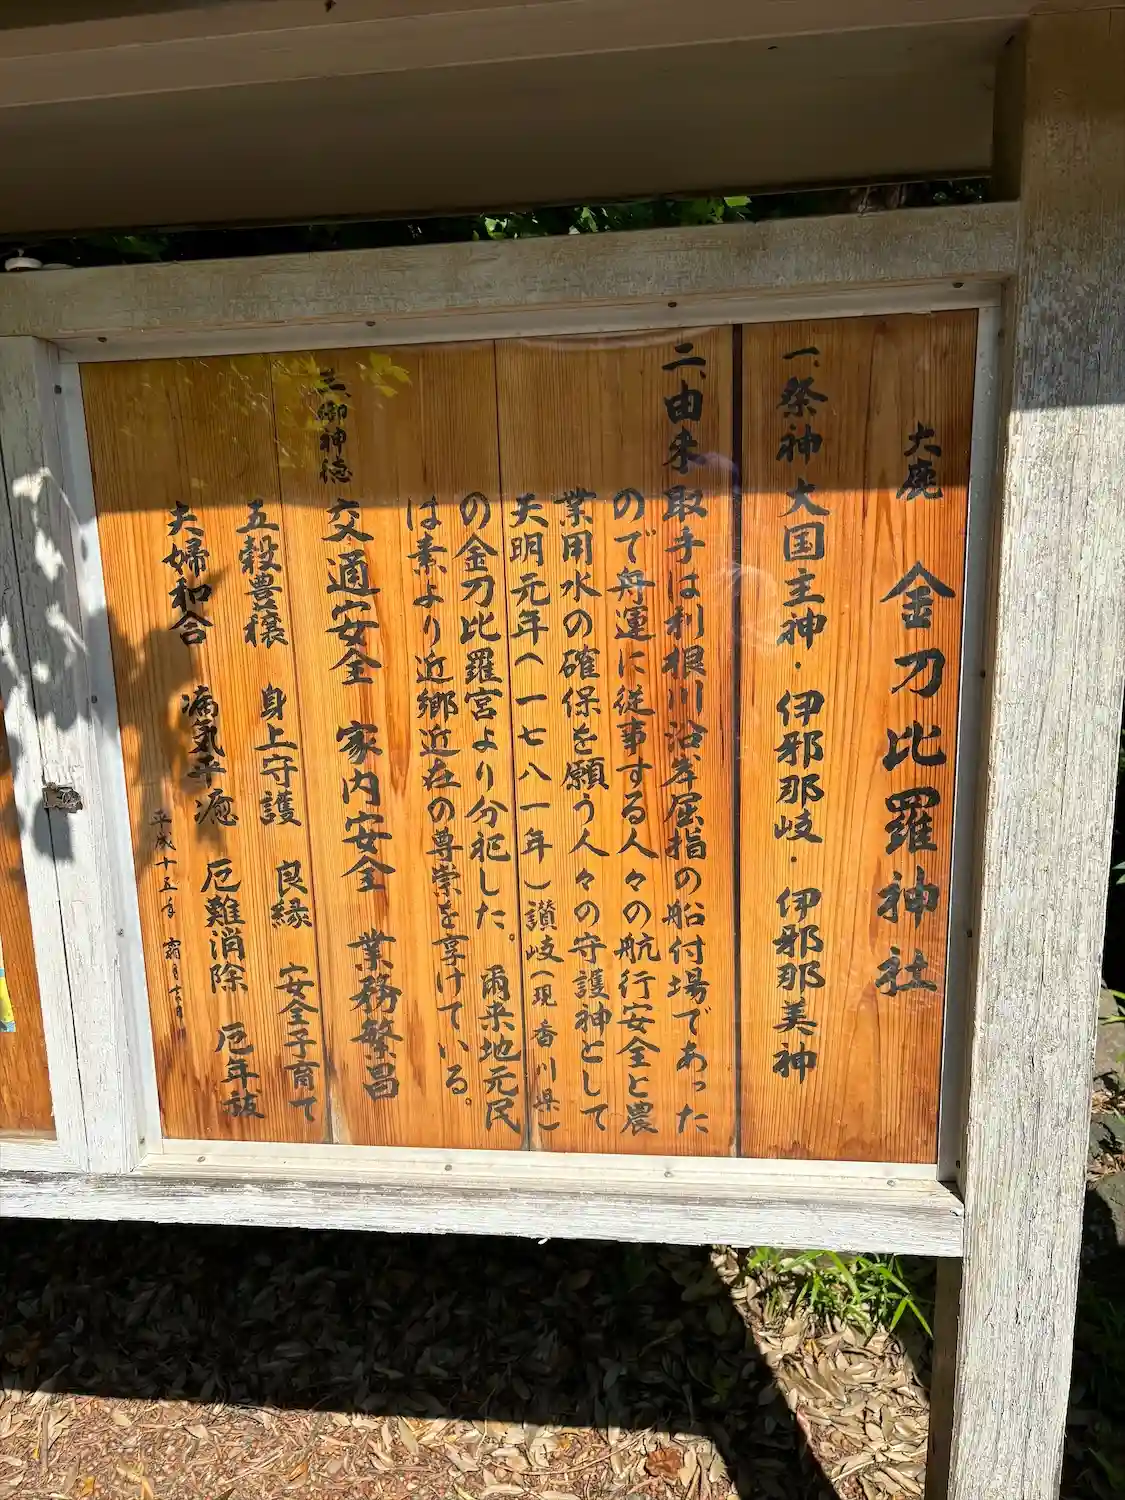 大鹿 金刀比羅神社
一、祭神 大国主神・伊邪那岐・伊邪那美神
二、由来 取手は利根川沿岸屈指の船付場であった
ので舟運に従事する人々の航行安全と農
業用水の確保を願う人々の守護神として
天明元年(一七八一年)讃岐(現香川県)
の金刀比羅宮より分祀した。爾来地元民
は素より近郷近在の尊崇を享けている。
三、御神徳 交通安全 家内安全 業務繁昌
五穀豊穣 身上守護 良縁 安全子育て
夫婦和合 病気平癒 厄難消除 厄年祓
平成十五年 霜月吉日